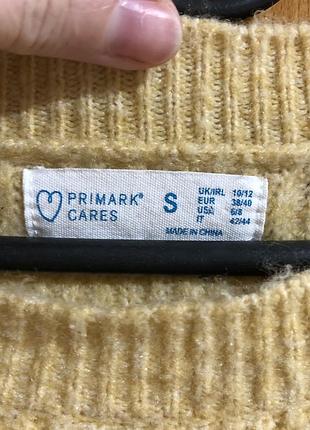 PRIMARK®
CARES
S
UK/IRL 10/12
EUR 38/40
USA 6/8
IT 42/44
MADE IN CHINA